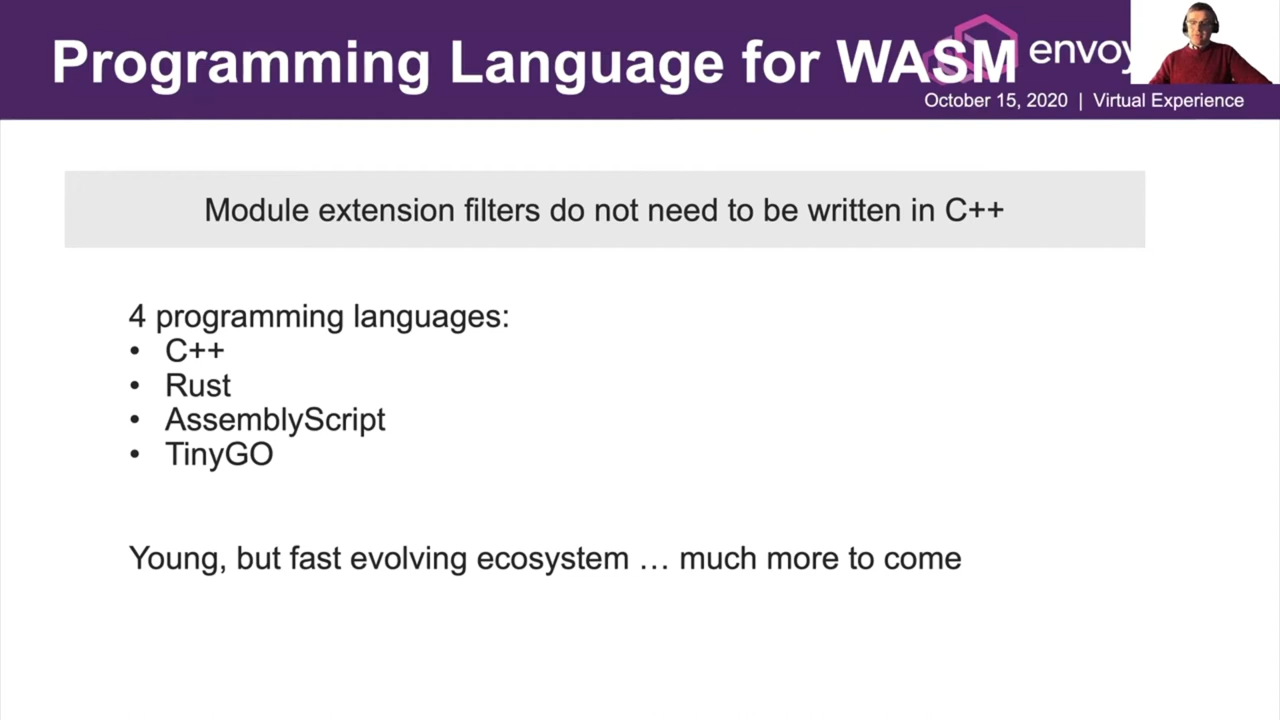 Programming Language for WASM
envoy
October 15, 2020 | Virtual Experience
Module extension filters do not need to be written in C++
4 programming languages:
• C++
• Rust
• AssemblyScript
• TinyGO
Young, but fast evolving ecosystem … much more to come